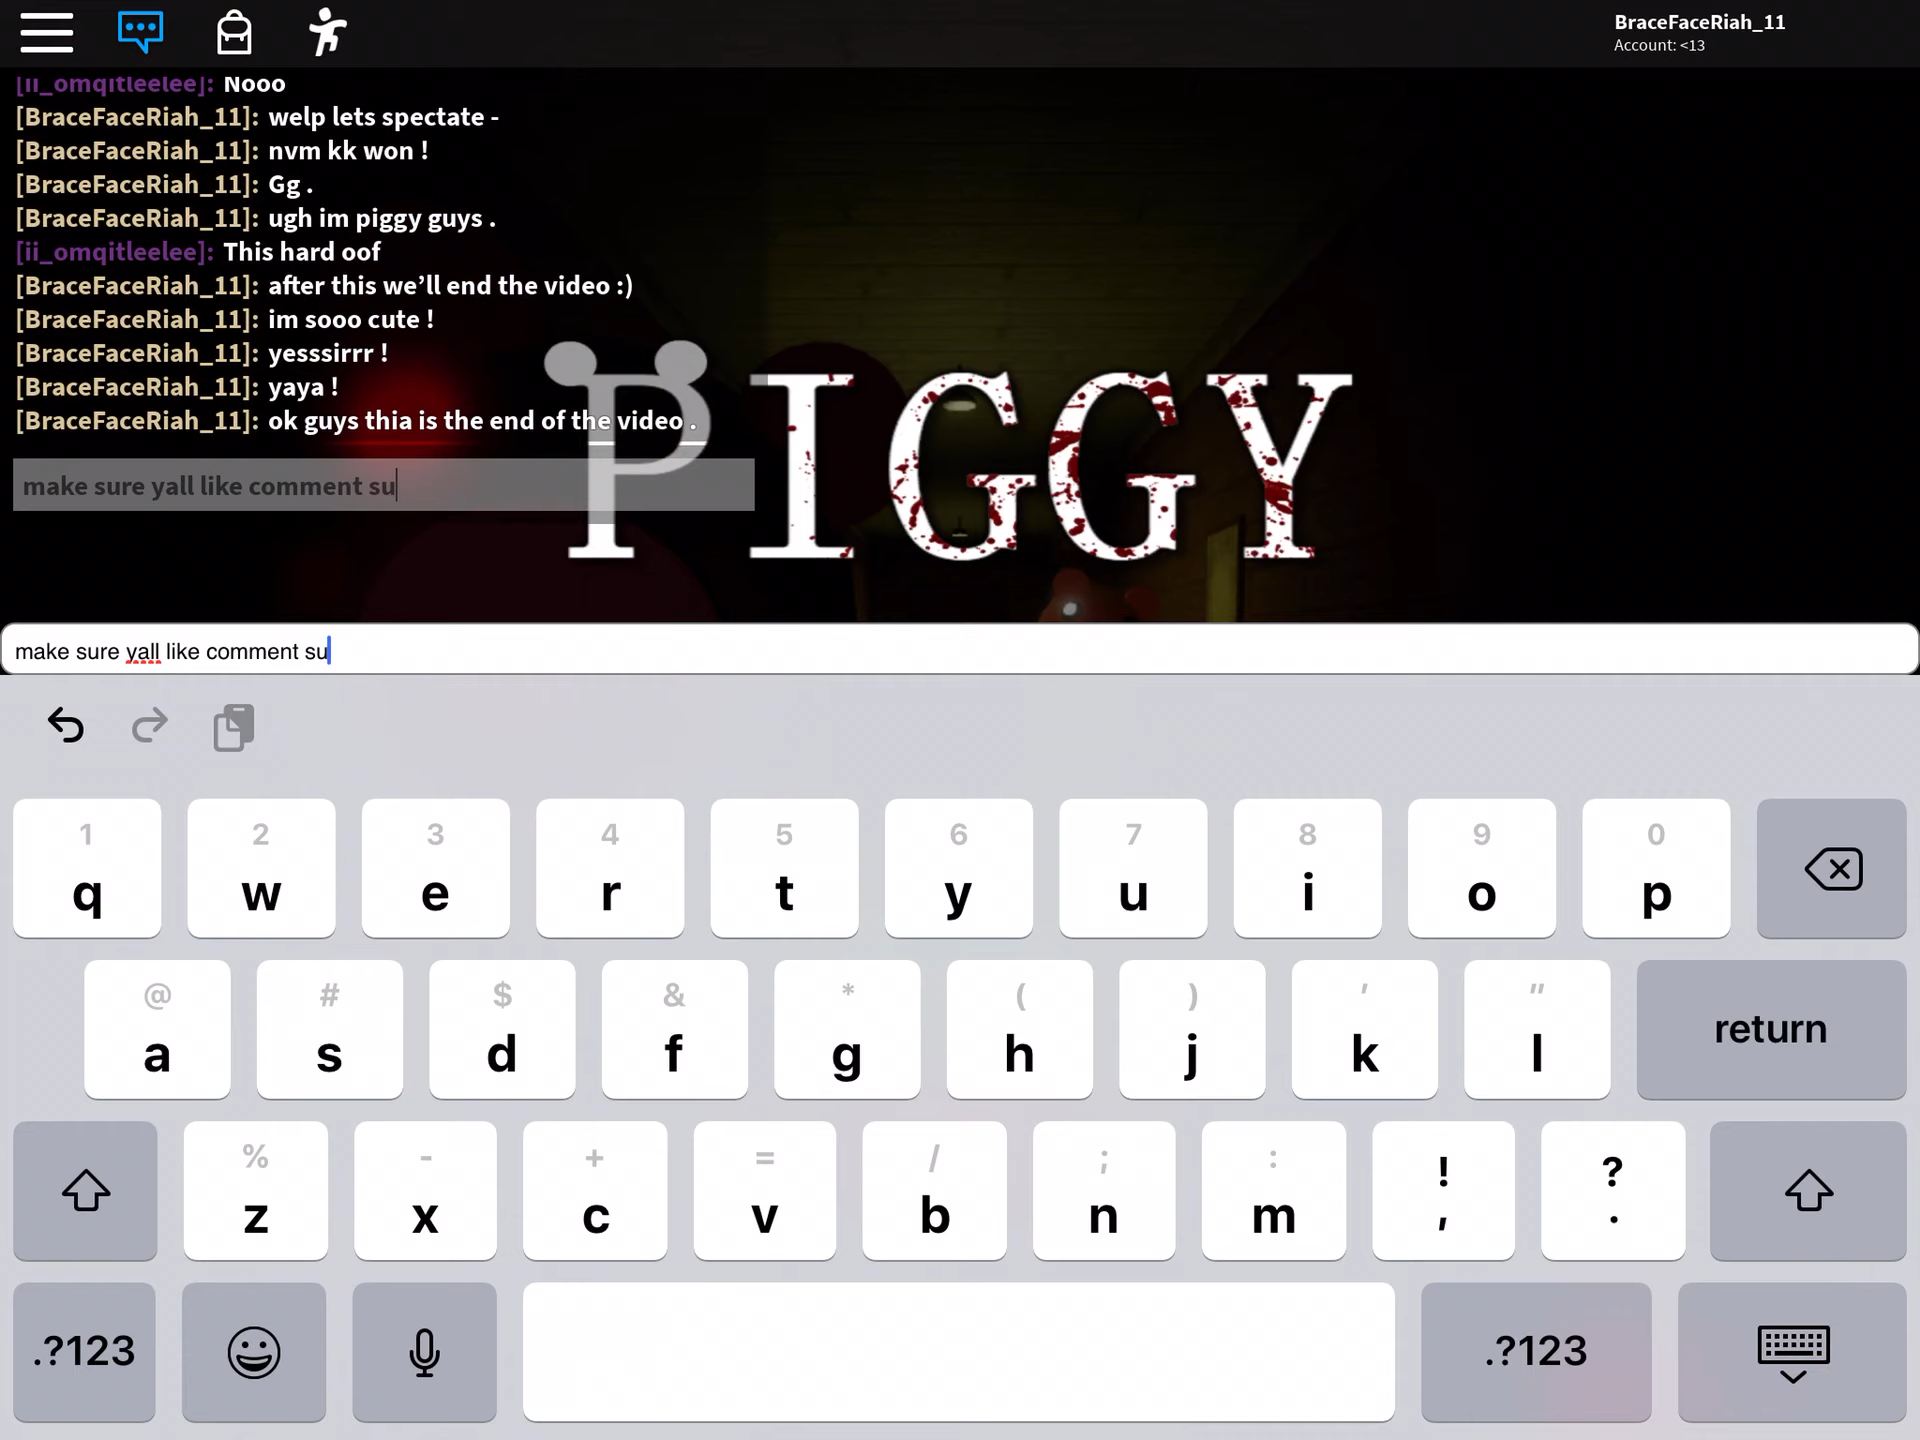 BraceFaceRiah_11
Account: <13
[ii_omqitleelee]: Nooo
[BraceFaceRiah_11]: welp lets spectate -
[BraceFaceRiah_11]: nvm kk won !
[BraceFaceRiah_11]: Gg .
[BraceFaceRiah_11]: ugh im piggy guys .
[ii_omqitleelee]: This hard oof
[BraceFaceRiah_11]: after this we’ll end the video :)
[BraceFaceRiah_11]: im sooo cute !
[BraceFaceRiah_11]: yesssirrr !
[BraceFaceRiah_11]: yaya !
[BraceFaceRiah_11]: ok guys thia is the end of the video .
PIGGY
make sure yall like comment su
make sure yall like comment su
1 2 3 4 5 6 7 8 9 0
q w e r t y u i o p
@ # $ & * ( ) ' "
a s d f g h j k l return
% - + = / ; : ! ?
z x c v b n m , .
.?123 .?123